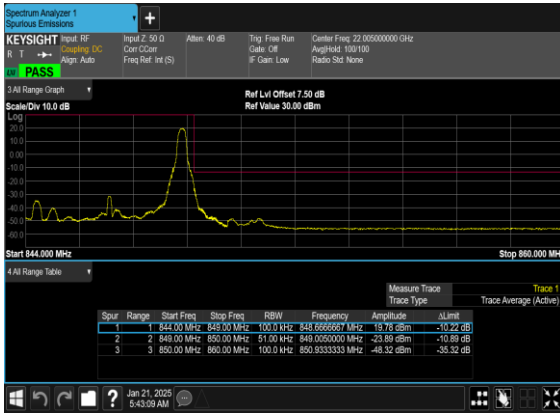 Spectrum Analyzer 1
Spurious Emissions
+
KEYSIGHT Input: RF Input Z: 50 Ω Atten: 40 dB Trig: Free Run Center Freq: 22.005000000 GHz
R T Coupling: DC Corr CCorr Gate: Off Avg|Hold: 100/100
Align: Auto Freq Ref: Int (S) IF Gain: Low Radio Std: None
PASS
3 All Range Graph
Ref Lvl Offset 7.50 dB
Scale/Div 10.0 dB Ref Value 30.00 dBm
Log
20.0
10.0
0.00
-10.0
-20.0
-30.0
-40.0
-50.0
-60.0
Start 844.000 MHz Stop 860.000 MH
4 All Range Table
Measure Trace Trace 1
Trace Type Trace Average (Active)
Spur Range Start Freq Stop Freq RBW Frequency Amplitude ΔLimit
1 1 844.00 MHz 849.00 MHz 100.0 kHz 848.6666667 MHz 19.78 dBm -10.22 dB
2 2 849.00 MHz 850.00 MHz 51.00 kHz 849.0050000 MHz -23.89 dBm -10.89 dB
3 3 850.00 MHz 860.00 MHz 100.0 kHz 850.9333333 MHz -48.32 dBm -35.32 dB
? Jan 21, 2025
5:43:09 AM